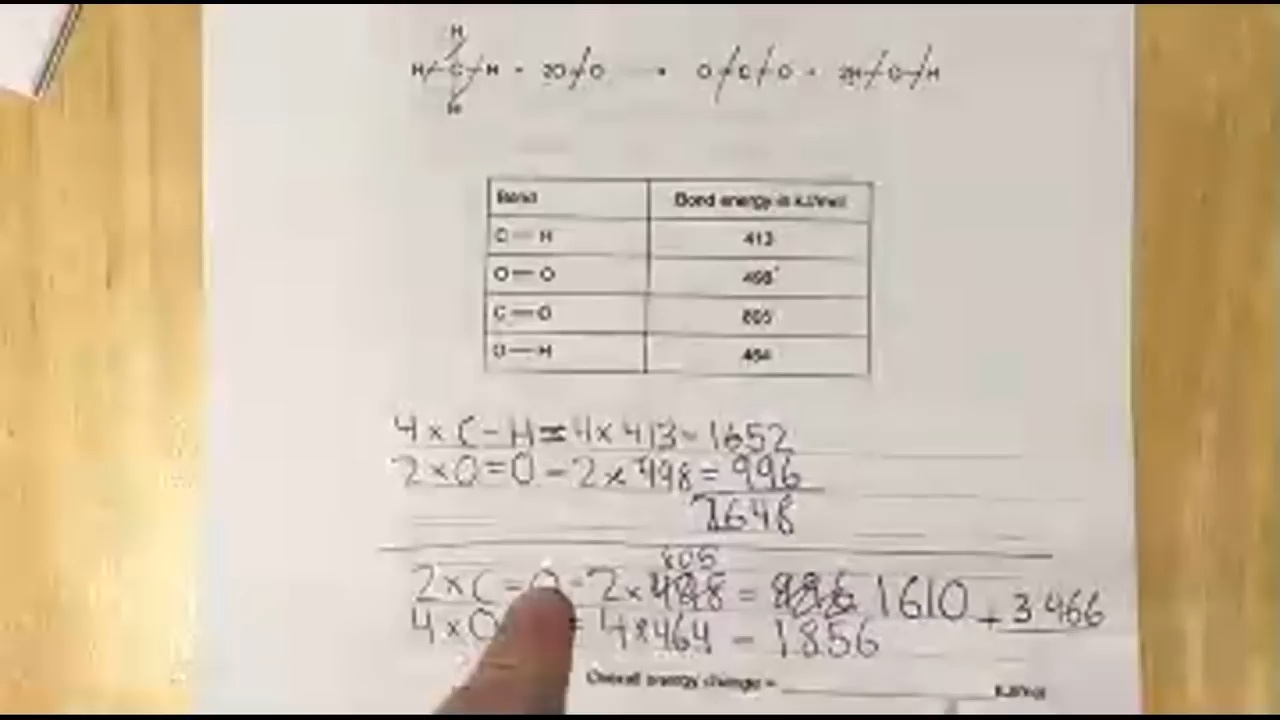 H
H C H + 2O O → O C O + 2H O H
H
Bond Bond energy in kJ/mol
C — H 413
O = O 498
C = O 805
O — H 464
4 × C - H = 4 × 413 = 1652
2 × O = O = 2 × 498 = 996
2648
805
2 × C = O = 2 × 498 = 996 1610
4 × O = 4 × 464 = 1856 + 3466
Overall energy change = kJ/mol